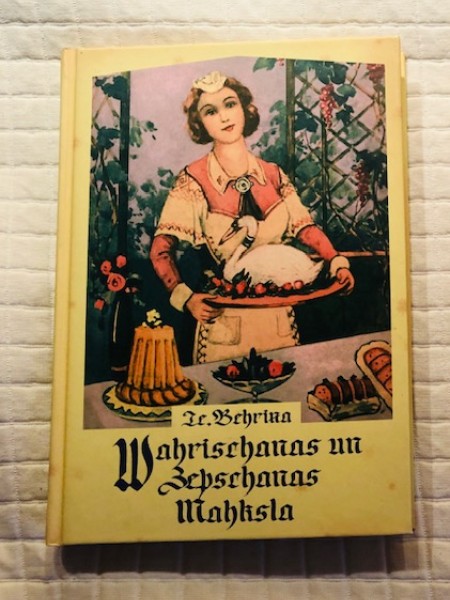 Te. Behrina
Wahrischanas un
Zepschanas
Mahksla